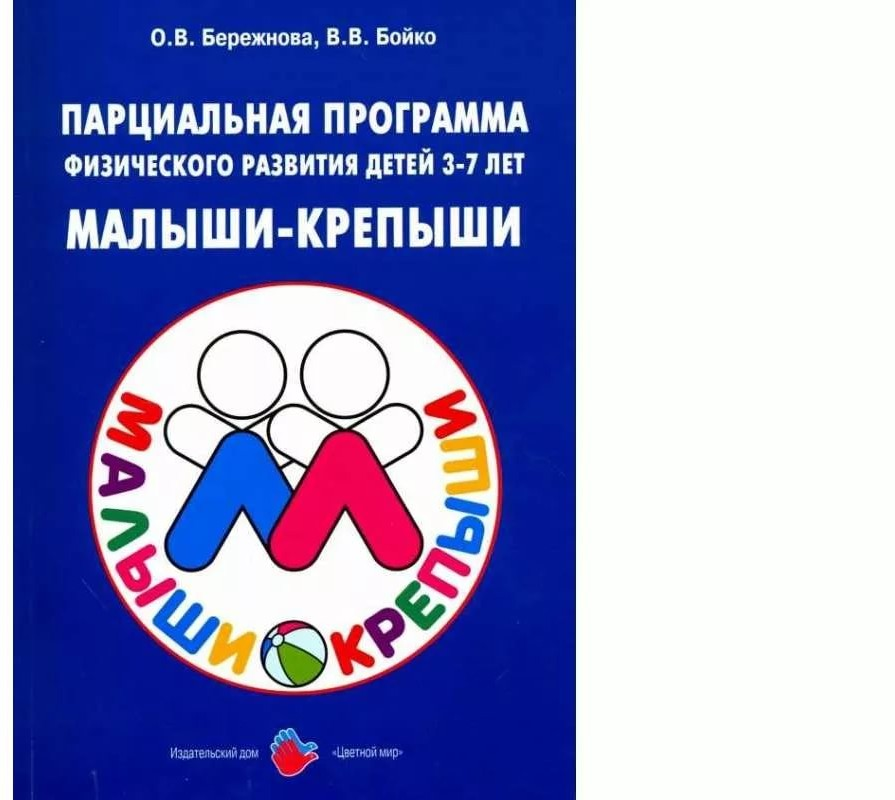 О.В. Бережнова, В.В. Бойко
ПАРЦИАЛЬНАЯ ПРОГРАММА
ФИЗИЧЕСКОГО РАЗВИТИЯ ДЕТЕЙ 3-7 ЛЕТ
МАЛЫШИ-КРЕПЫШИ
МАЛЫШИ КРЕПЫШИ
Издательский дом «Цветной мир»